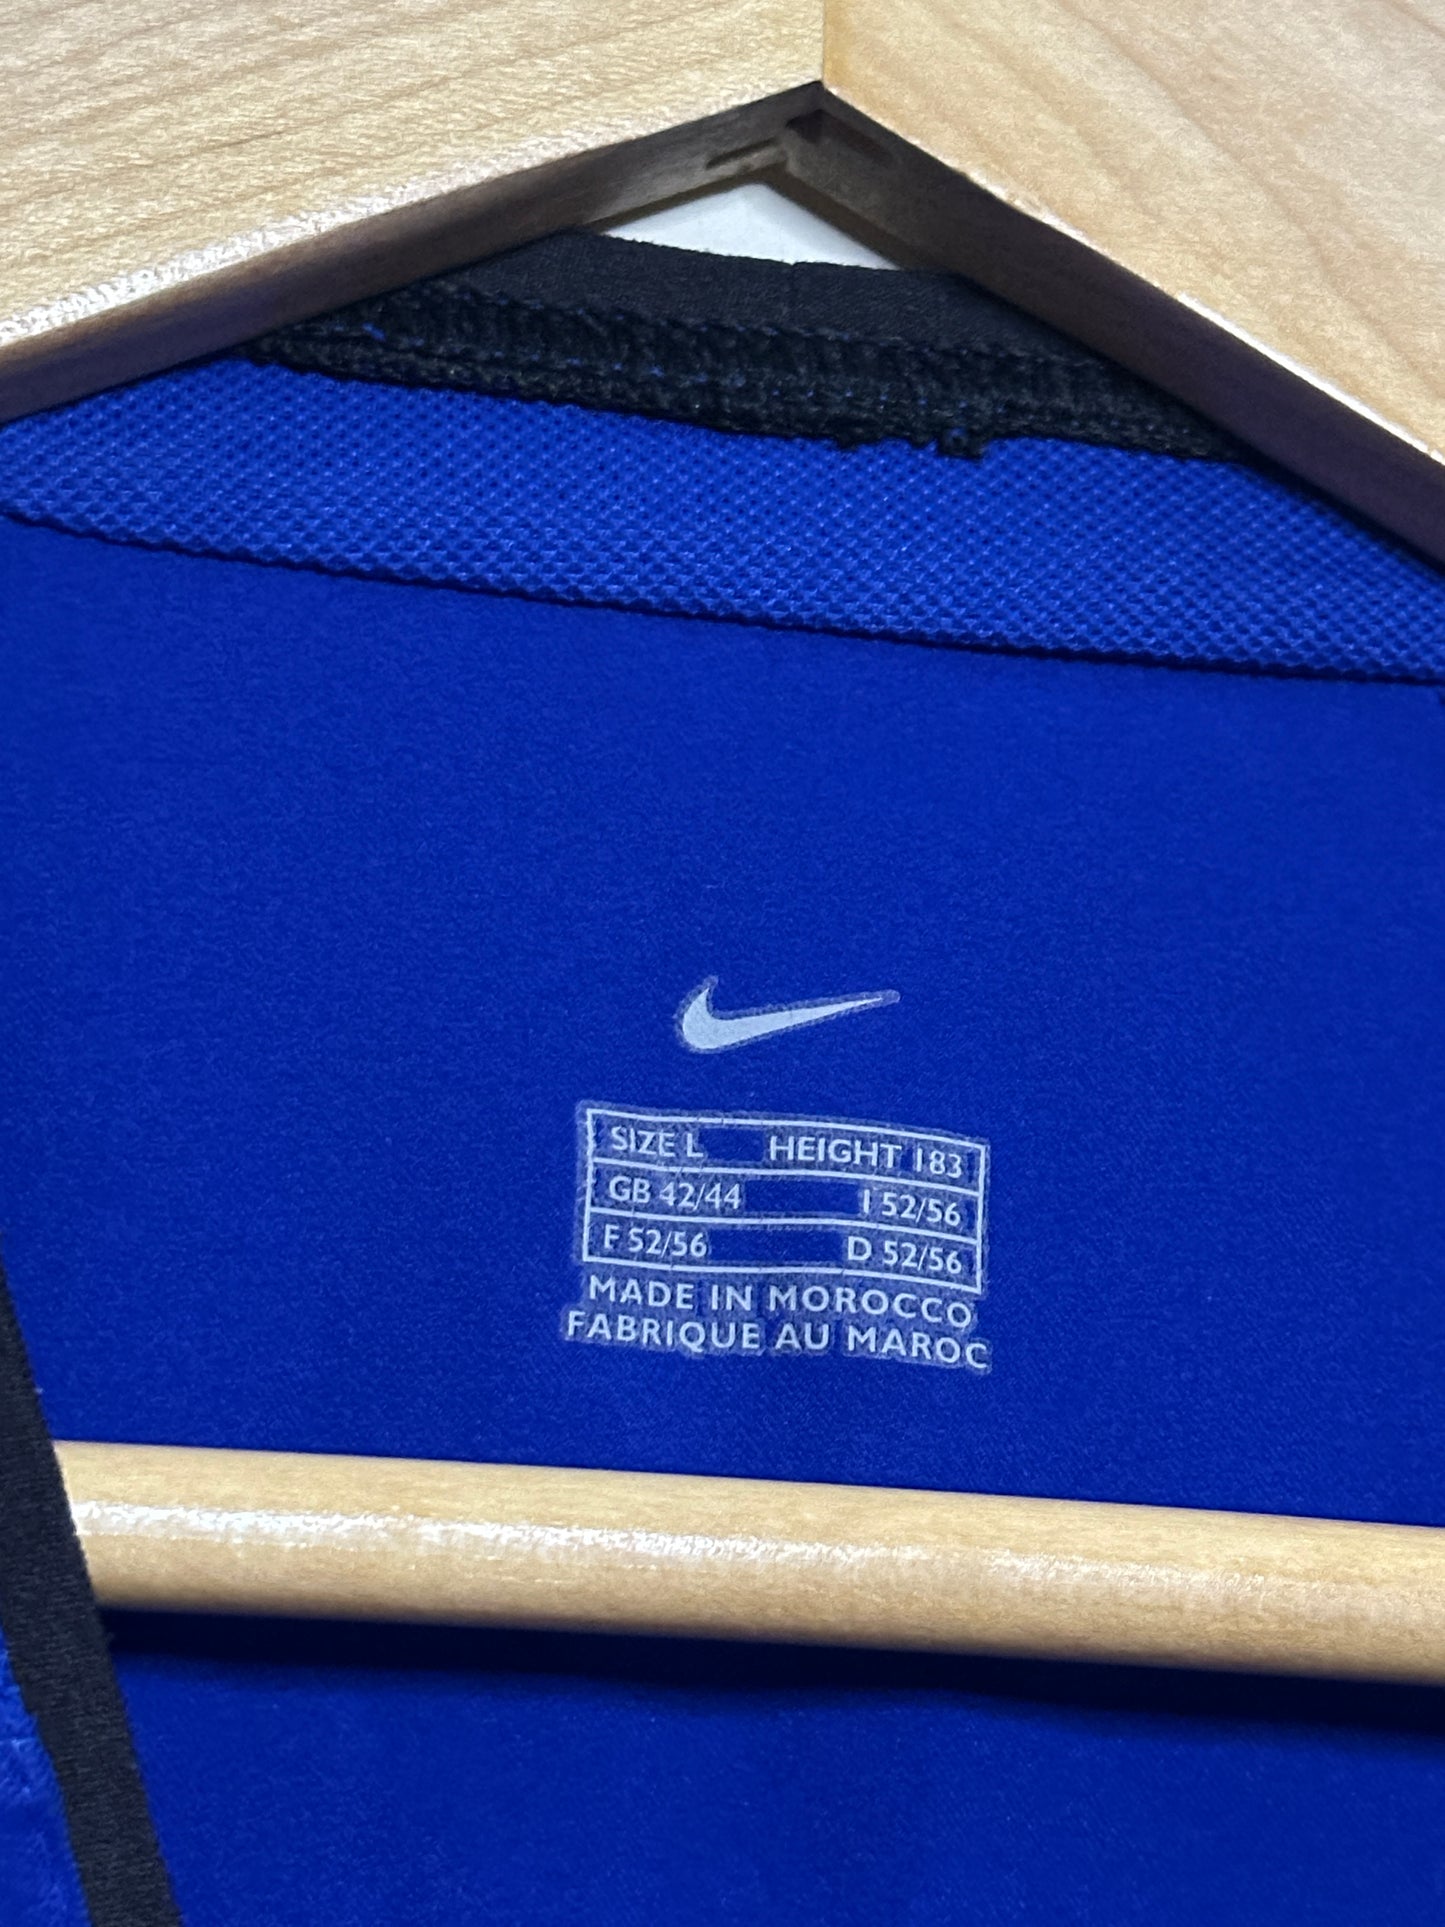 SIZE L HEIGHT 183
GB 42/44 I 52/56
F 52/56 D 52/56
MADE IN MOROCCO
FABRIQUE AU MAROC